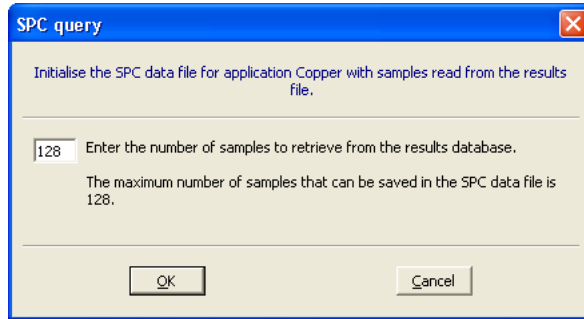 SPC query
Initialise the SPC data file for application Copper with samples read from the results
file.
128 Enter the number of samples to retrieve from the results database.
The maximum number of samples that can be saved in the SPC data file is
128.
OK Cancel